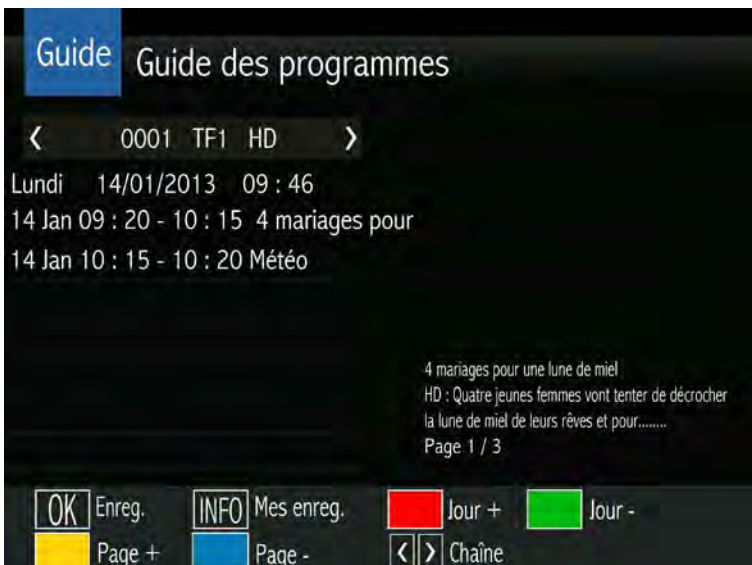 Guide Guide des programmes
0001 TF1 HD
Lundi 14/01/2013 09 : 46
14 Jan 09 : 20 - 10 : 15 4 mariages pour
14 Jan 10 : 15 - 10 : 20 Météo
4 mariages pour une lune de miel
HD : Quatre jeunes femmes vont tenter de décrocher
la lune de miel de leurs rêves et pour........
Page 1 / 3
OK Enreg. INFO Mes enreg. Jour + Jour -
Page + Page - Chaîne